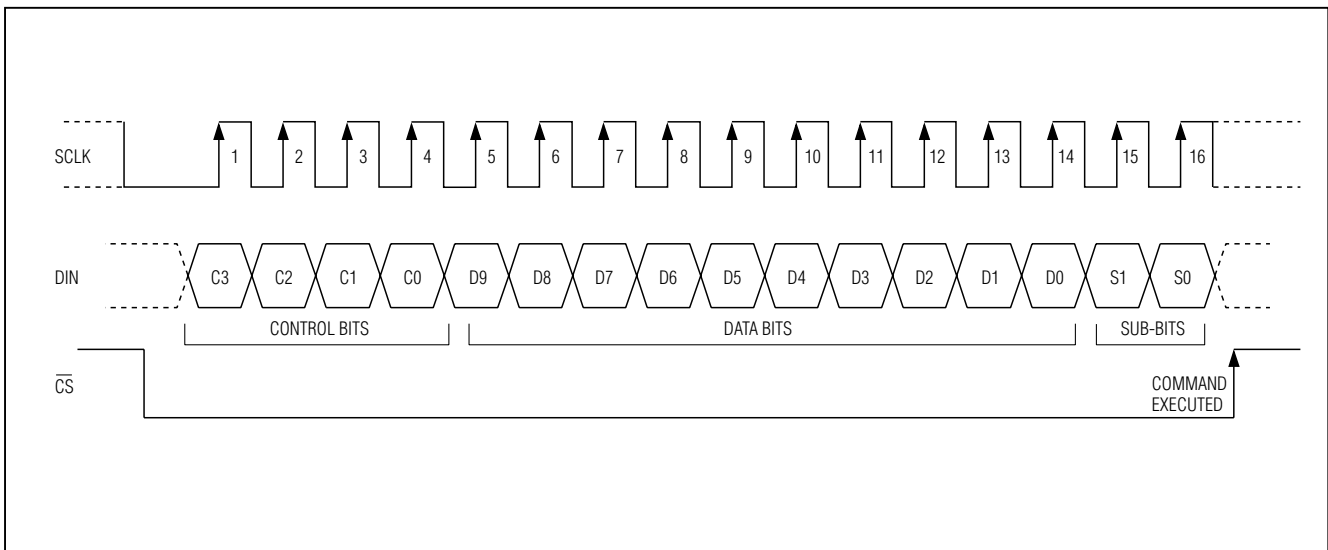 SCLK 1 2 3 4 5 6 7 8 9 10 11 12 13 14 15 16
DIN C3 C2 C1 C0 D9 D8 D7 D6 D5 D4 D3 D2 D1 D0 S1 S0
CONTROL BITS DATA BITS SUB-BITS
C̅S̅ COMMAND
EXECUTED